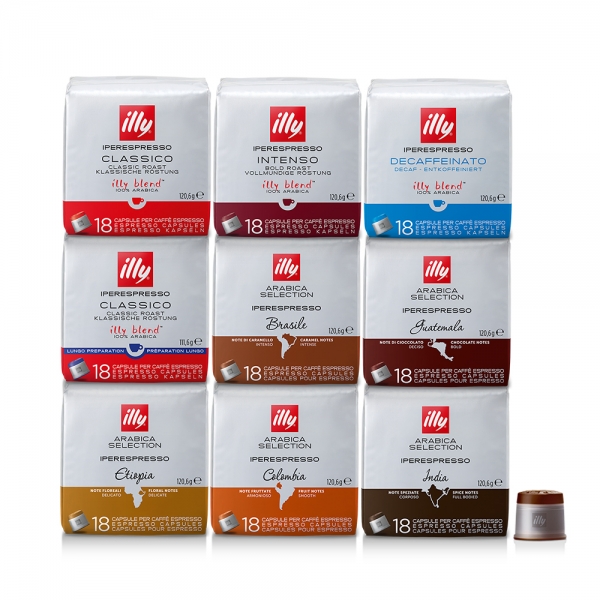 illy
IPERESPRESSO
CLASSICO
CLASSIC ROAST
KLASSISCHE RÖSTUNG
illy blend™
100% ARABICA
120,6g℮
18 CAPSULE PER CAFFÈ ESPRESSO
ESPRESSO CAPSULES
ESPRESSO KAPSELN
illy
IPERESPRESSO
INTENSO
BOLD ROAST
VOLLMUNDIGE RÖSTUNG
illy blend™
100% ARABICA
120,6g℮
18 CAPSULE PER CAFFÈ ESPRESSO
ESPRESSO CAPSULES
ESPRESSO KAPSELN
illy
IPERESPRESSO
DECAFFEINATO
DECAF - ENTKOFFEINIERT
illy blend™
100% ARABICA
120,6g℮
18 CAPSULE PER CAFFÈ ESPRESSO
ESPRESSO CAPSULES
ESPRESSO KAPSELN
illy
IPERESPRESSO
CLASSICO
CLASSIC ROAST
KLASSISCHE RÖSTUNG
illy blend™
100% ARABICA
111,6g℮
LUNGO PREPARATION PREPARATION LUNGO
18 CAPSULE PER CAFFÈ ESPRESSO
ESPRESSO CAPSULES
ESPRESSO KAPSELN
illy
ARABICA
SELECTION
IPERESPRESSO
Brasile
120,6g℮
NOTE DI CARAMELLO CARAMEL NOTES
INTENSO INTENSE
18 CAPSULE PER CAFFÈ ESPRESSO
ESPRESSO CAPSULES
CAPSULES POUR ESPRESSO
illy
ARABICA
SELECTION
IPERESPRESSO
Guatemala
120,6g℮
NOTE DI CIOCCOLATO CHOCOLATE NOTES
DECISO BOLD
18 CAPSULE PER CAFFÈ ESPRESSO
ESPRESSO CAPSULES
CAPSULES POUR ESPRESSO
illy
ARABICA
SELECTION
IPERESPRESSO
Etiopia
120,6g℮
NOTE FLOREALI FLORAL NOTES
DELICATO DELICATE
18 CAPSULE PER CAFFÈ ESPRESSO
ESPRESSO CAPSULES
CAPSULES POUR ESPRESSO
illy
ARABICA
SELECTION
IPERESPRESSO
Colombia
120,6g℮
NOTE FRUTTATE FRUIT NOTES
ARMONIOSO SMOOTH
18 CAPSULE PER CAFFÈ ESPRESSO
ESPRESSO CAPSULES
CAPSULES POUR ESPRESSO
illy
ARABICA
SELECTION
IPERESPRESSO
India
120,6g℮
NOTE SPEZIATE SPICE NOTES
CORPOSO FULL BODIED
18 CAPSULE PER CAFFÈ ESPRESSO
ESPRESSO CAPSULES
CAPSULES POUR ESPRESSO
illy